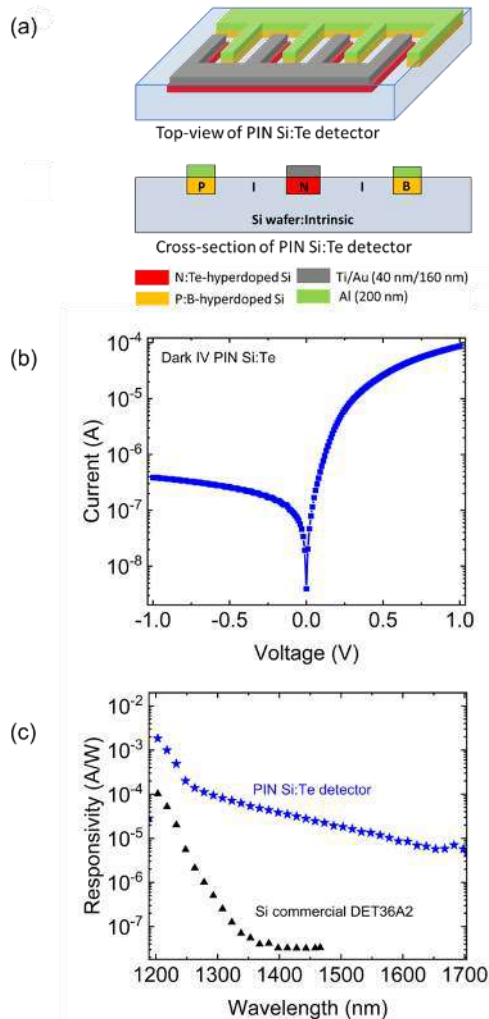 (a)
Top-view of PIN Si:Te detector
P I N I B
Si wafer:Intrinsic
Cross-section of PIN Si:Te detector
N:Te-hyperdoped Si Ti/Au (40 nm/160 nm)
P:B-hyperdoped Si Al (200 nm)
(b)
Dark IV PIN Si:Te
10⁻⁴
10⁻⁵
10⁻⁶
10⁻⁷
10⁻⁸
Current (A)
-1.0 -0.5 0.0 0.5 1.0
Voltage (V)
(c)
10⁻²
10⁻³
10⁻⁴
10⁻⁵
10⁻⁶
10⁻⁷
Responsivity (A/W)
PIN Si:Te detector
Si commercial DET36A2
1200 1300 1400 1500 1600 1700
Wavelength (nm)